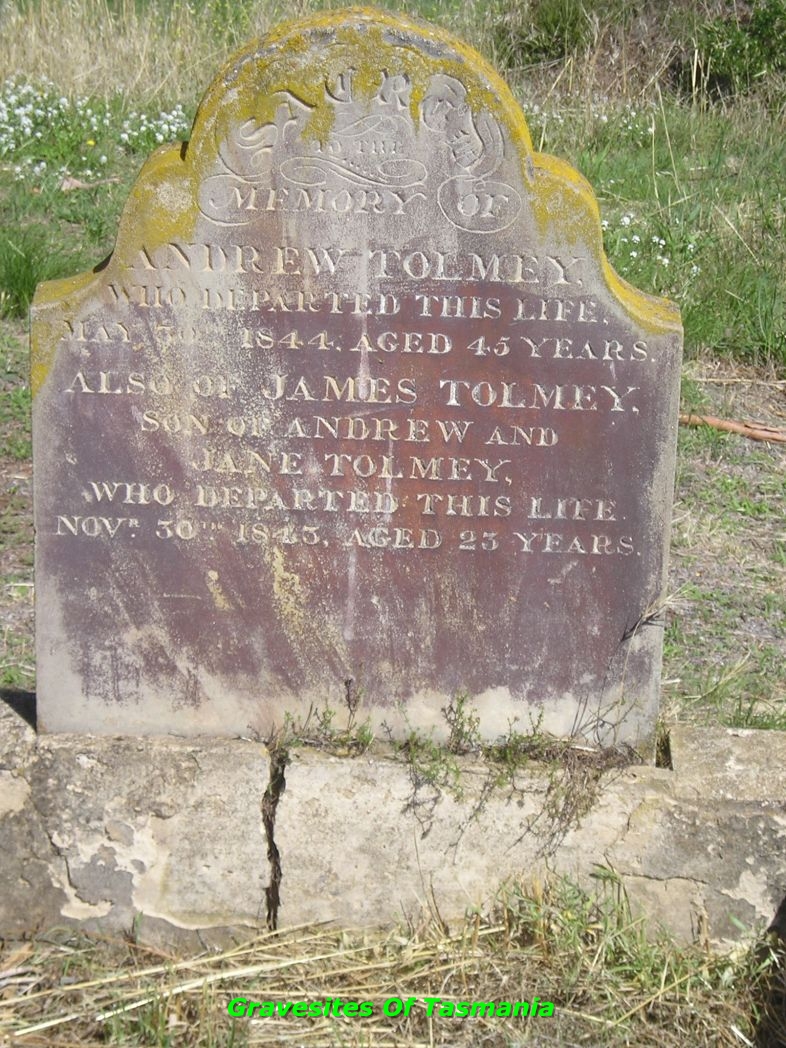 SACRED
TO THE
MEMORY OF
ANDREW TOLMEY,
WHO DEPARTED THIS LIFE,
MAY, 30TH 1844, AGED 45 YEARS.
ALSO OF JAMES TOLMEY,
SON OF ANDREW AND
JANE TOLMEY,
WHO DEPARTED THIS LIFE
NOVR. 30TH 1843, AGED 23 YEARS.
Gravesites Of Tasmania